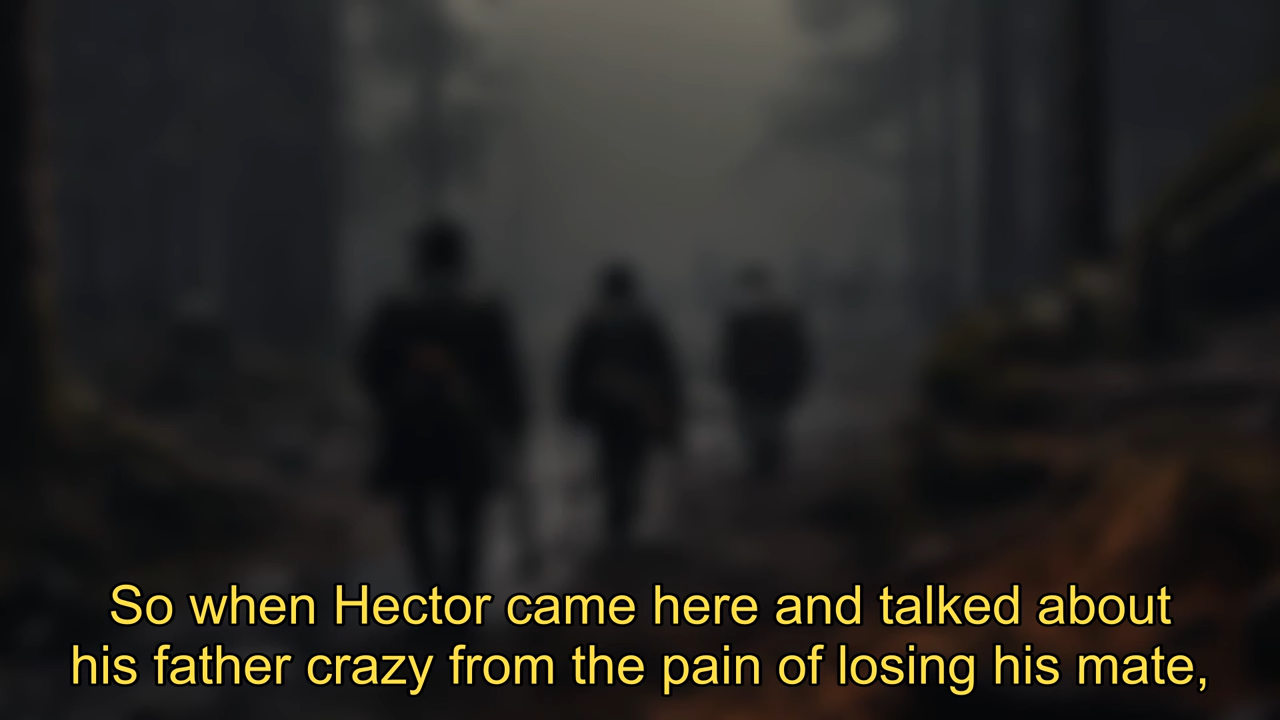 So when Hector came here and talked about
his father crazy from the pain of losing his mate,